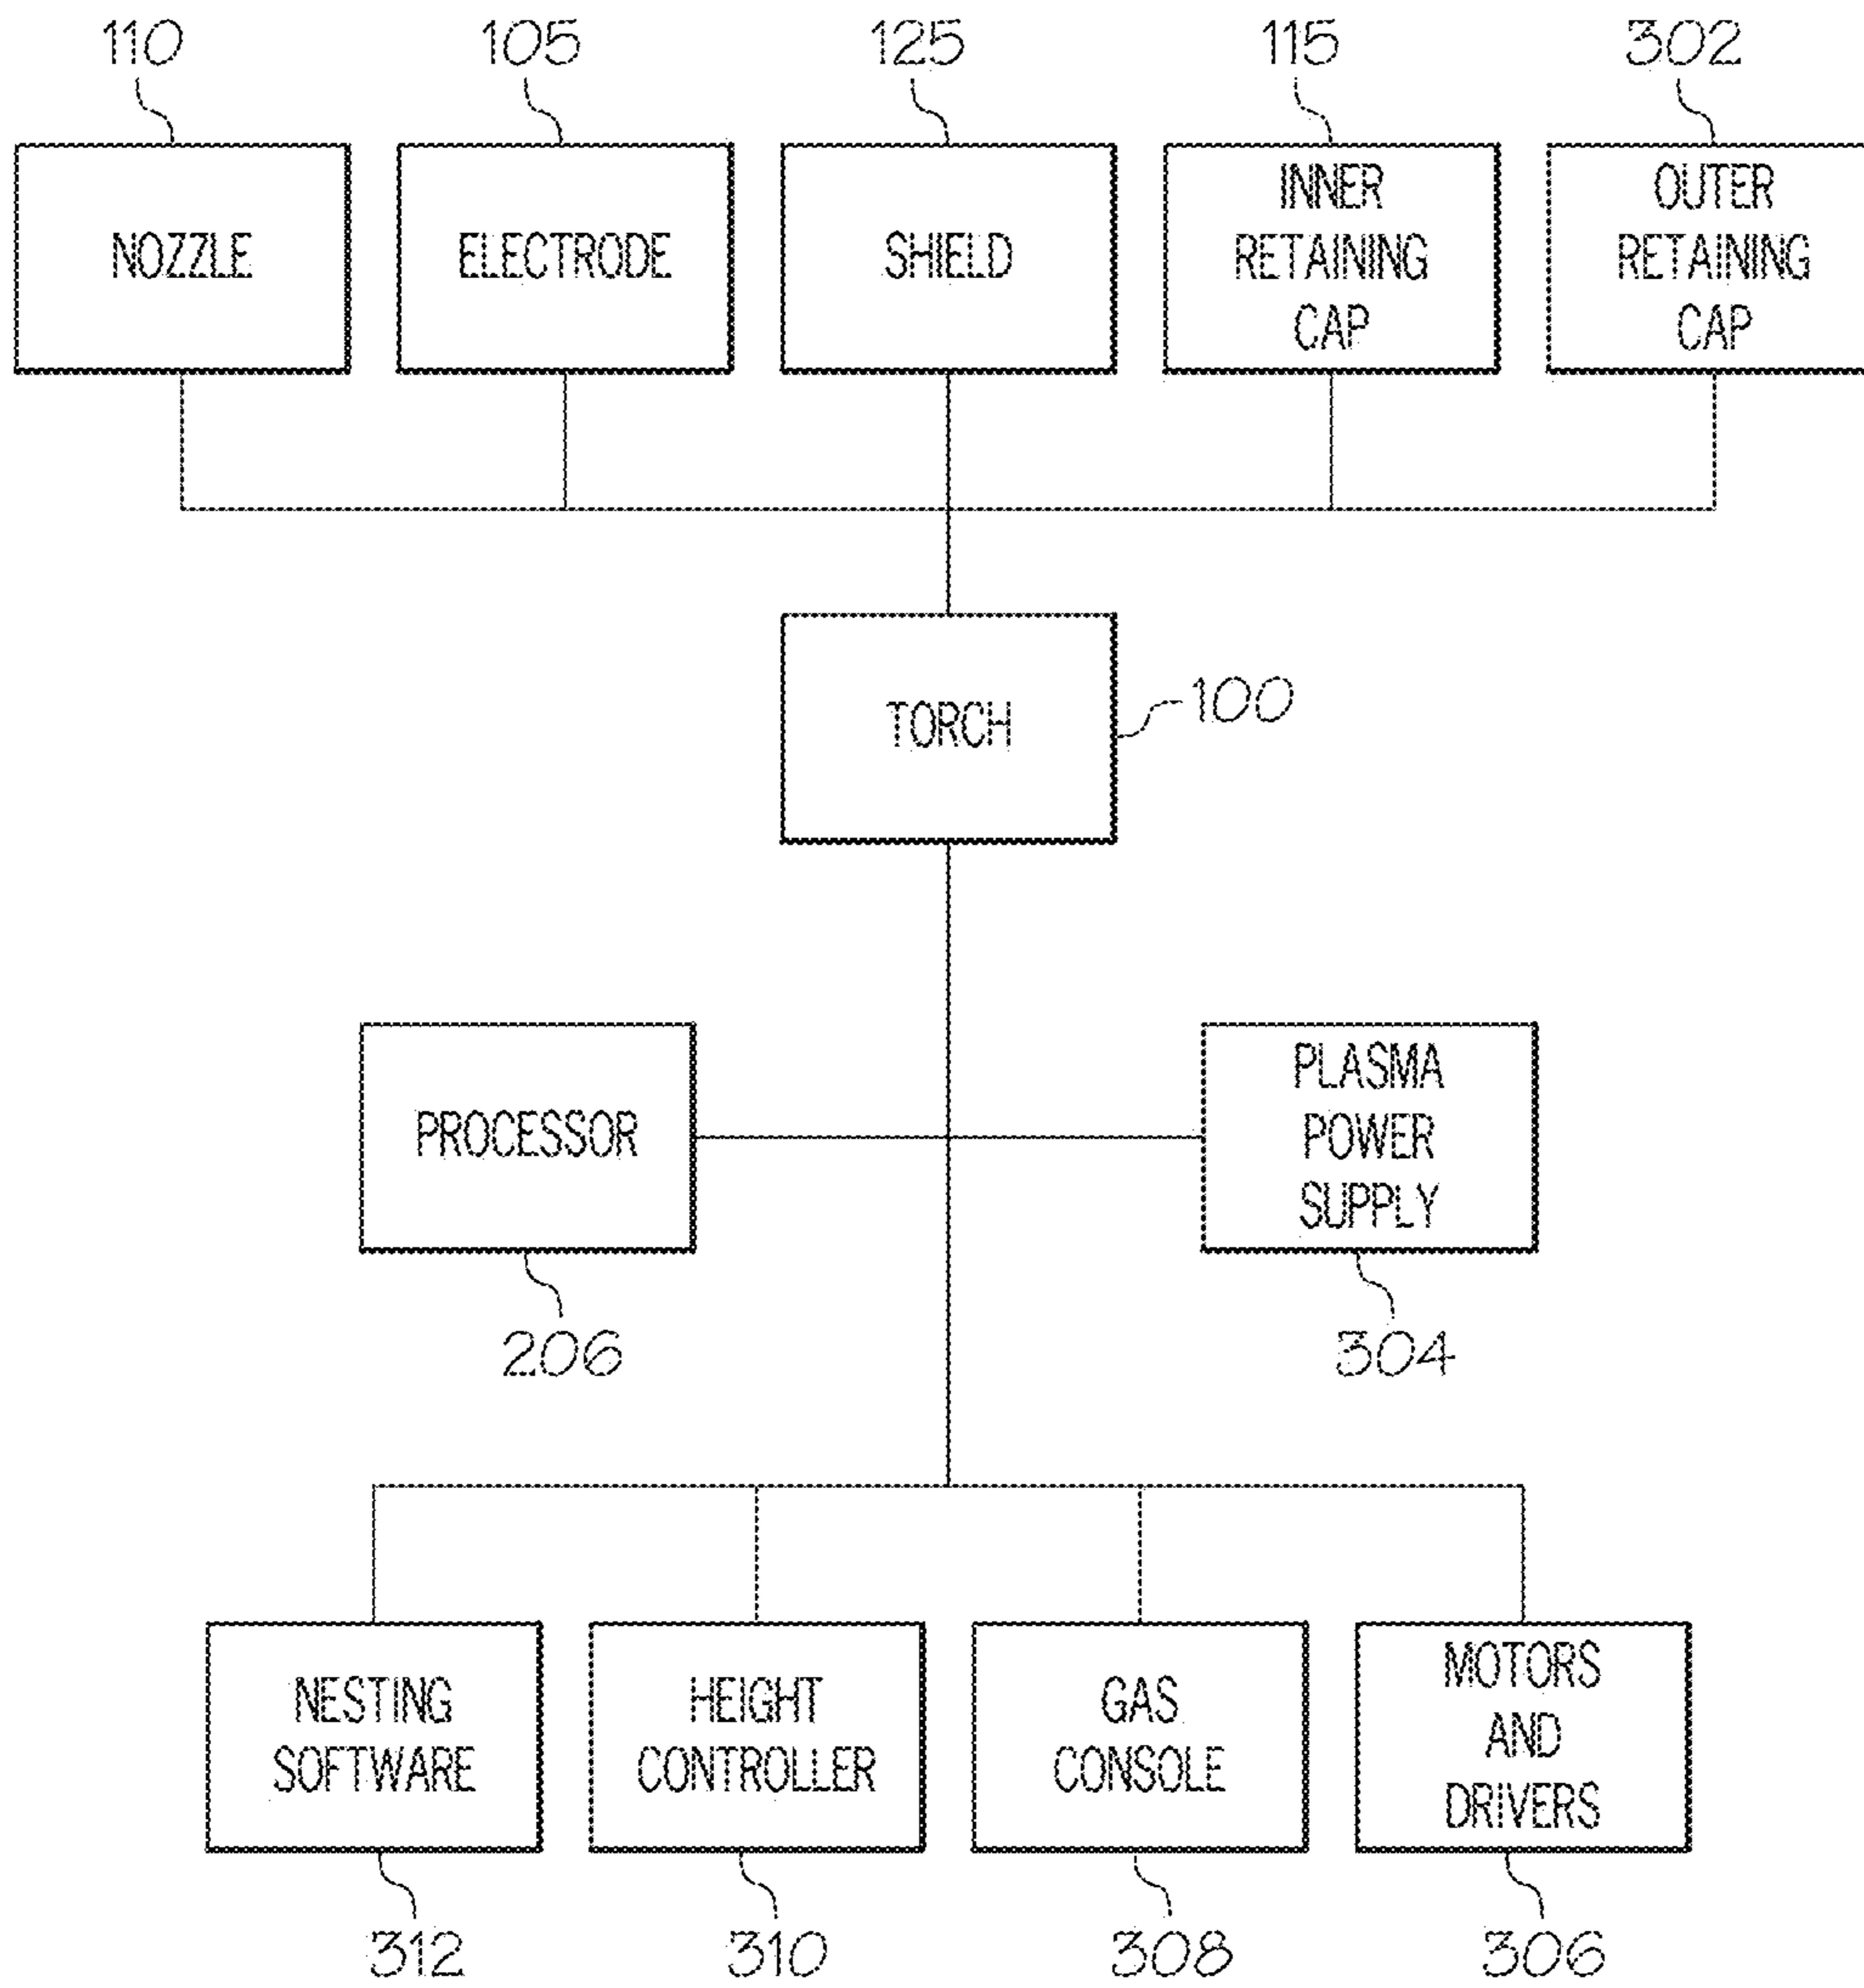 110 105 125 115 302
NOZZLE
ELECTRODE
SHIELD
INNER
RETAINING
CAP
OUTER
RETAINING
CAP
TORCH
100
PROCESSOR
206
PLASMA
POWER
SUPPLY
304
NESTING
SOFTWARE
HEIGHT
CONTROLLER
GAS
CONSOLE
MOTORS
AND
DRIVERS
312 310 308 306